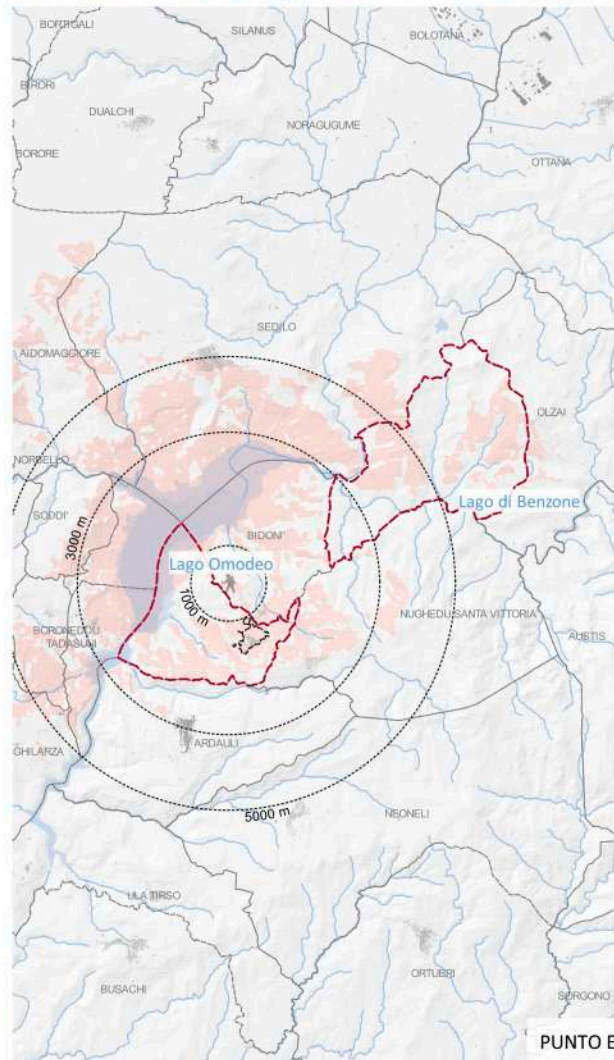 BORTIGALI
SILANUS
BOLOTANA
BIRORI
DUALCHI
NORAGUGUME
BORORE
OTTANA
SEDILO
AIDOMAGGIORE
OLZAI
NORBELLO
Lago di Benzone
SODDI'
3000 m
BIDONI'
Lago Omodeo
1000 m
NUGHEDU SANTA VITTORIA
AUSTIS
BORONEDDU
TADASUNI
ARDAULI
GHILARZA
5000 m
NEONELI
ULA TIRSO
ORTUERI
BUSACHI
SORGONO
PUNTO